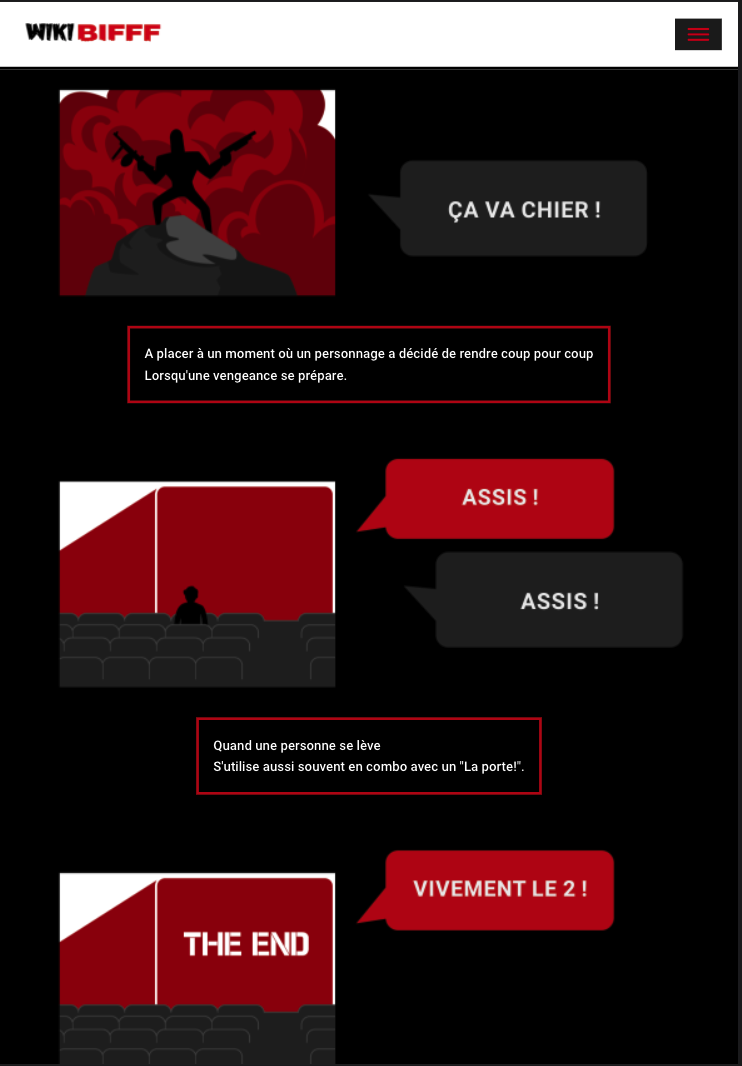 WIKI BIFFF
ÇA VA CHIER !
A placer à un moment où un personnage a décidé de rendre coup pour coup
Lorsqu'une vengeance se prépare.
ASSIS !
ASSIS !
Quand une personne se lève
S'utilise aussi souvent en combo avec un "La porte!".
VIVEMENT LE 2 !
THE END